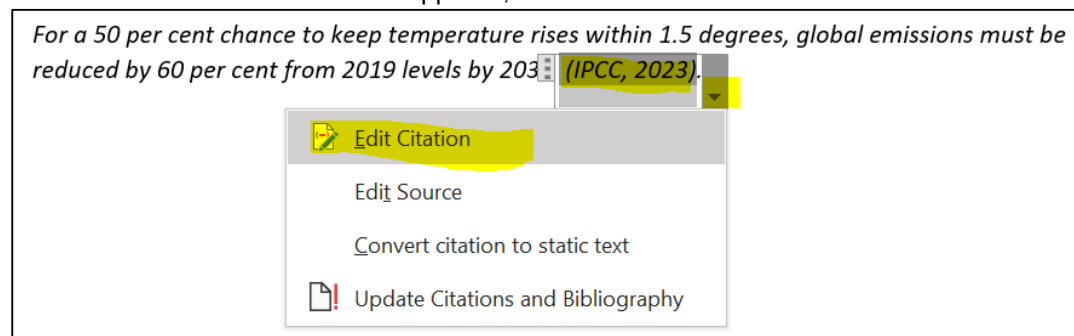 For a 50 per cent chance to keep temperature rises within 1.5 degrees, global emissions must be
reduced by 60 per cent from 2019 levels by 203 (IPCC, 2023).
Edit Citation
Edit Source
Convert citation to static text
Update Citations and Bibliography